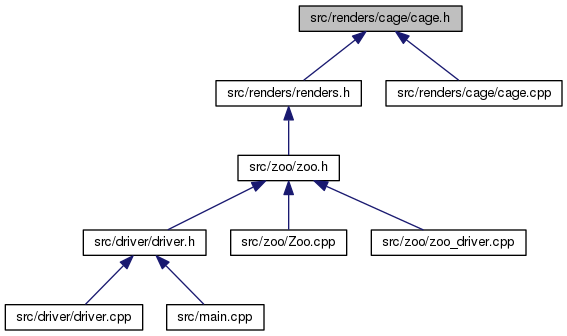 src/renders/cage/cage.h
src/renders/renders.h
src/renders/cage/cage.cpp
src/zoo/zoo.h
src/driver/driver.h
src/zoo/Zoo.cpp
src/zoo/zoo_driver.cpp
src/driver/driver.cpp
src/main.cpp